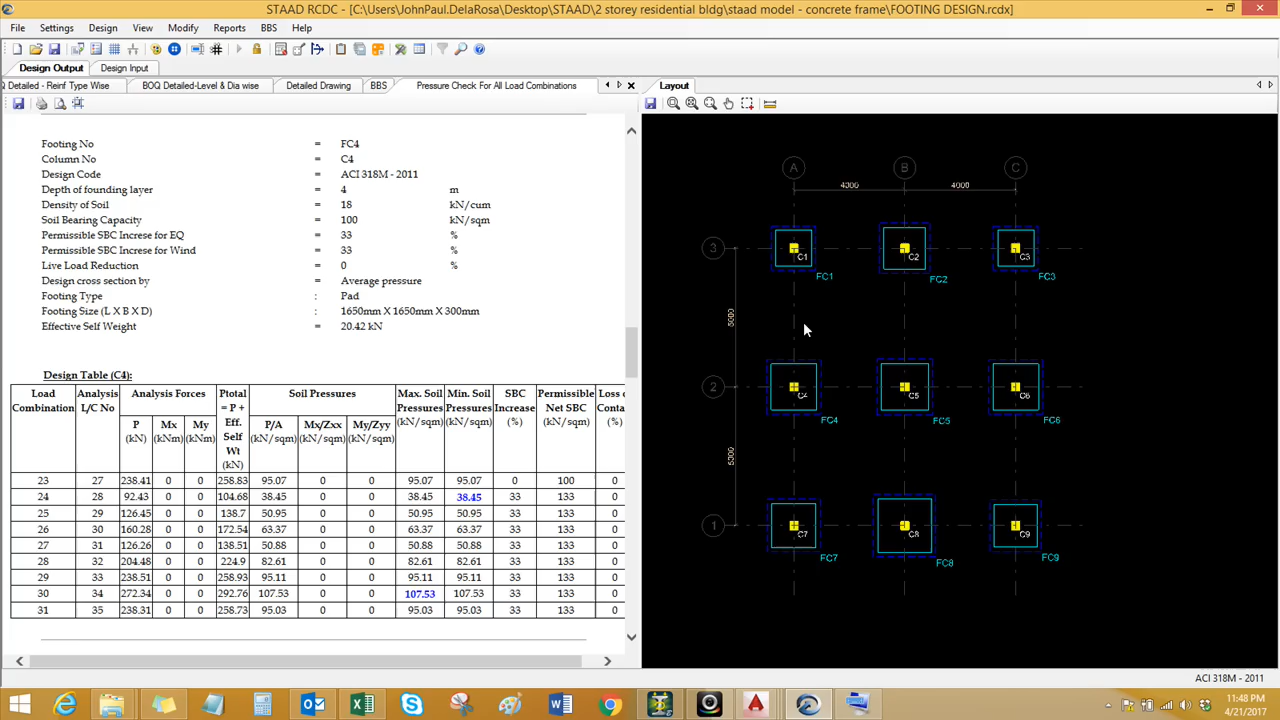 STAAD RCDC - [C:\Users\JohnPaul.DelaRosa\Desktop\STAAD\2 storey residential bldg\staad model - concrete frame\FOOTING DESIGN.rcdx]
File Settings Design View Modify Reports BBS Help
Design Output Design Input
Q Detailed - Reinf Type Wise BOQ Detailed-Level & Dia wise Detailed Drawing BBS Pressure Check For All Load Combinations
Layout
Footing No = FC4
Column No = C4
Design Code = ACI 318M - 2011
Depth of founding layer = 4 m
Density of Soil = 18 kN/cum
Soil Bearing Capacity = 100 kN/sqm
Permissible SBC Increse for EQ = 33 %
Permissible SBC Increse for Wind = 33 %
Live Load Reduction = 0 %
Design cross section by = Average pressure
Footing Type : Pad
Footing Size (L X B X D) : 1650mm X 1650mm X 300mm
Effective Self Weight = 20.42 kN
Design Table (C4):
Load Combination Analysis L/C No Analysis Forces Ptotal = P + Eff. Self Wt (kN) Soil Pressures Max. Soil Pressures (kN/sqm) Min. Soil Pressures (kN/sqm) SBC Increase (%) Permissible Net SBC (kN/sqm) Loss o Conta (%)
P (kN) Mx (kNm) My (kNm) P/A (kN/sqm) Mx/Zxx (kN/sqm) My/Zyy (kN/sqm)
23 27 238.41 0 0 258.83 95.07 0 0 95.07 95.07 0 100 0
24 28 92.43 0 0 104.68 38.45 0 0 38.45 38.45 33 133 0
25 29 126.45 0 0 138.7 50.95 0 0 50.95 50.95 33 133 0
26 30 160.28 0 0 172.54 63.37 0 0 63.37 63.37 33 133 0
27 31 126.26 0 0 138.51 50.88 0 0 50.88 50.88 33 133 0
28 32 204.48 0 0 224.9 82.61 0 0 82.61 82.61 33 133 0
29 33 238.51 0 0 258.93 95.11 0 0 95.11 95.11 33 133 0
30 34 272.34 0 0 292.76 107.53 0 0 107.53 107.53 33 133 0
31 35 238.31 0 0 258.73 95.03 0 0 95.03 95.03 33 133 0
A B C
4000
3 C1 C2 C3
FC1 FC2 FC3
2 C4 C5 C6
FC4 FC5 FC6
1 C7 C8 C9
FC7 FC8 FC9
ACI 318M - 2011
11:48 PM
4/21/2017